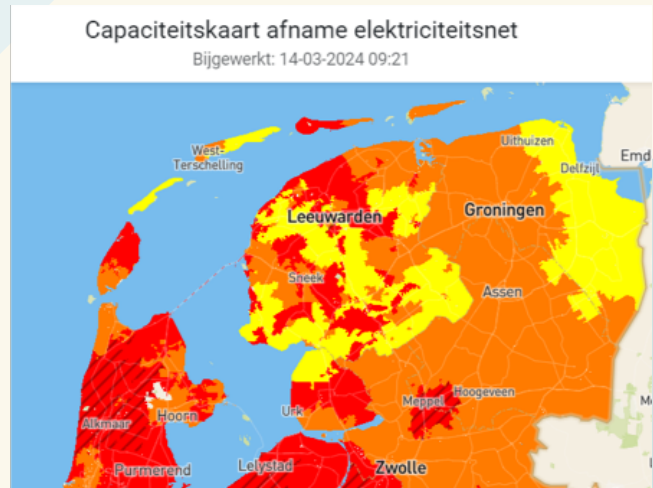 Capaciteitskaart afname elektriciteitsnet
Bijgewerkt: 14-03-2024 09:21
Uithuizen
West-
Terschelling
Emd
Delfzijl
Leeuwarden
Groningen
Sneek
Assen
Hoogeveen
Meppel
Urk
Hoorn
Alkmaar
Purmerend
Lelystad
Zwolle